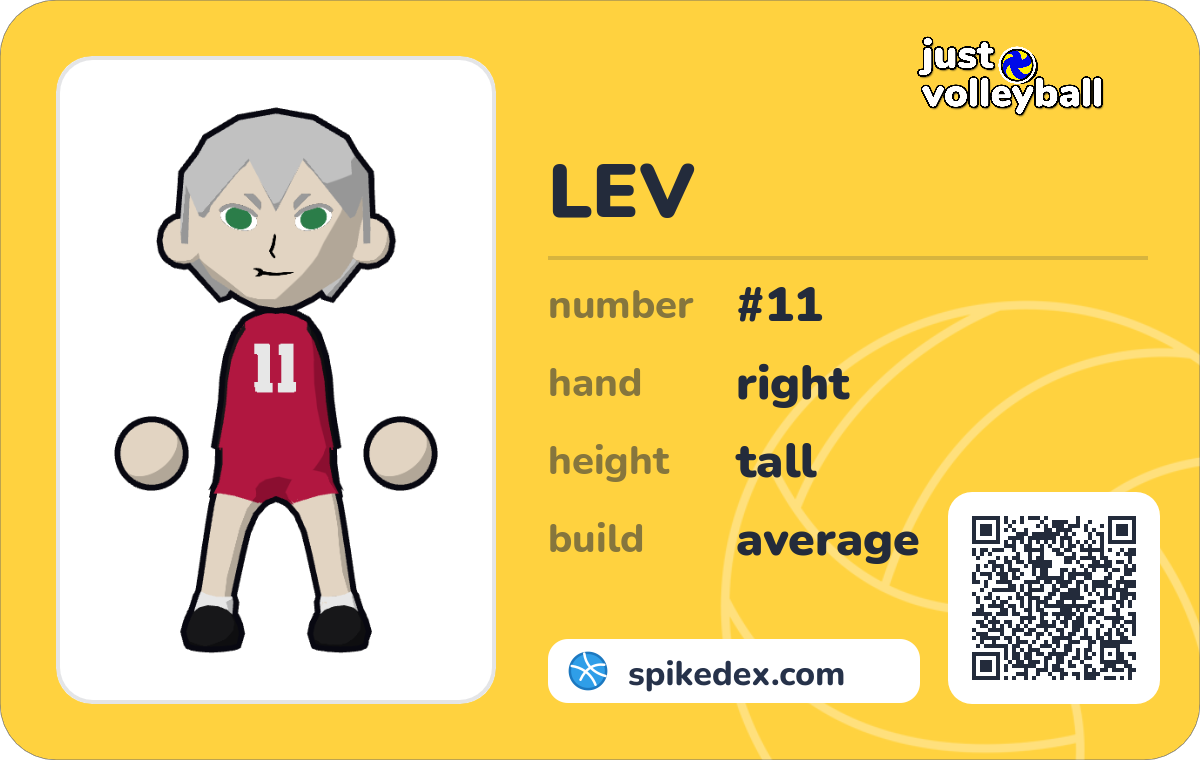 just
volleyball
LEV
number #11
hand right
height tall
build average
11
spikedex.com